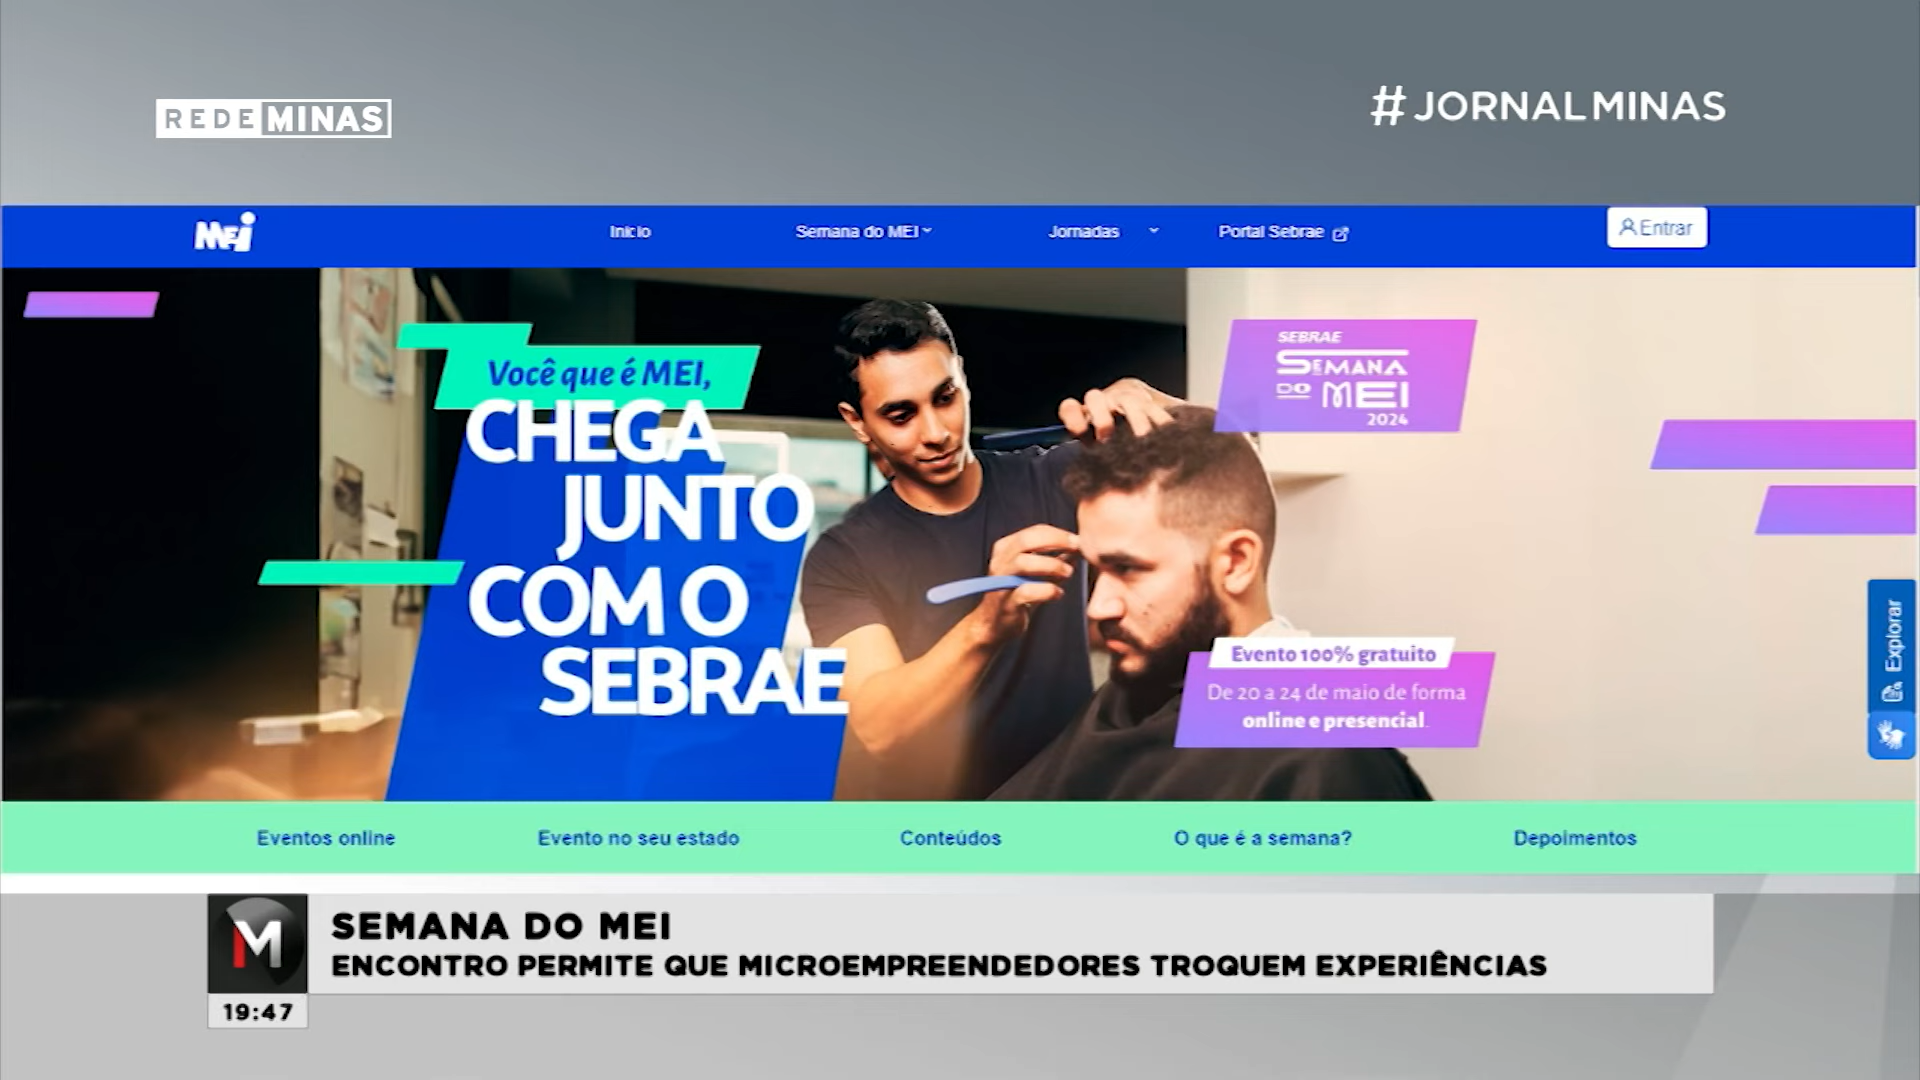 REDE MINAS
#JORNALMINAS
MEi
Início
Semana do MEI
Jornadas
Portal Sebrae
Entrar
Você que é MEI,
CHEGA
JUNTO
COM O
SEBRAE
SEBRAE
SEMANA
DO MEI
2024
Evento 100% gratuito
De 20 a 24 de maio de forma
online e presencial.
Explorar
Eventos online
Evento no seu estado
Conteúdos
O que é a semana?
Depoimentos
M
SEMANA DO MEI
ENCONTRO PERMITE QUE MICROEMPREENDEDORES TROQUEM EXPERIÊNCIAS
19:47